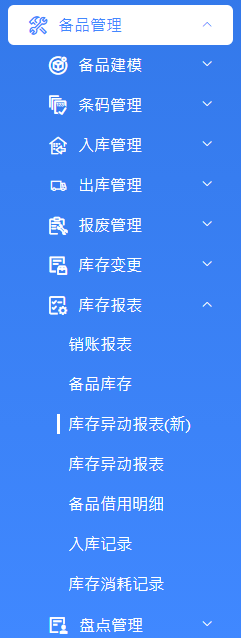 备品管理
备品建模
条码管理
入库管理
出库管理
报废管理
库存变更
库存报表
销账报表
备品库存
库存异动报表(新)
库存异动报表
备品借用明细
入库记录
库存消耗记录
盘点管理